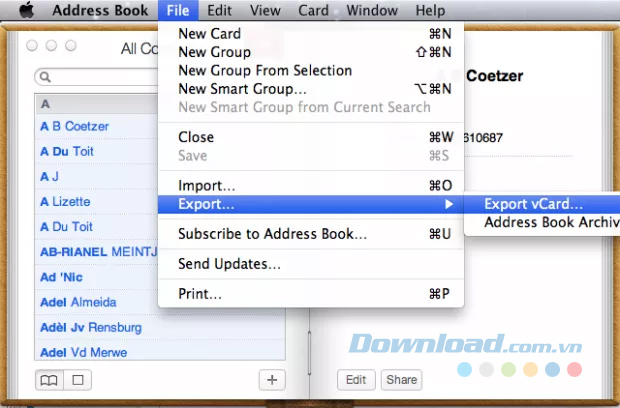 Address Book File Edit View Card Window Help
All Co
New Card ⌘N
New Group ⇧⌘N
New Group From Selection
New Smart Group... ⌥⌘N
New Smart Group from Current Search
Close ⌘W
Save ⌘S
Import... ⌘O
Export... ▶
Export vCard...
Address Book Archiv
Subscribe to Address Book... ⌘U
Send Updates...
Print... ⌘P
A
A B Coetzer
A Du Toit
A J
A Lizette
A Du Toit
AB-RIANEL MEINTJ
Ad 'Nic
Adel Almeida
Adèl Jv Rensburg
Adel Vd Merwe
Coetzer
610687
Edit Share
Download.com.vn